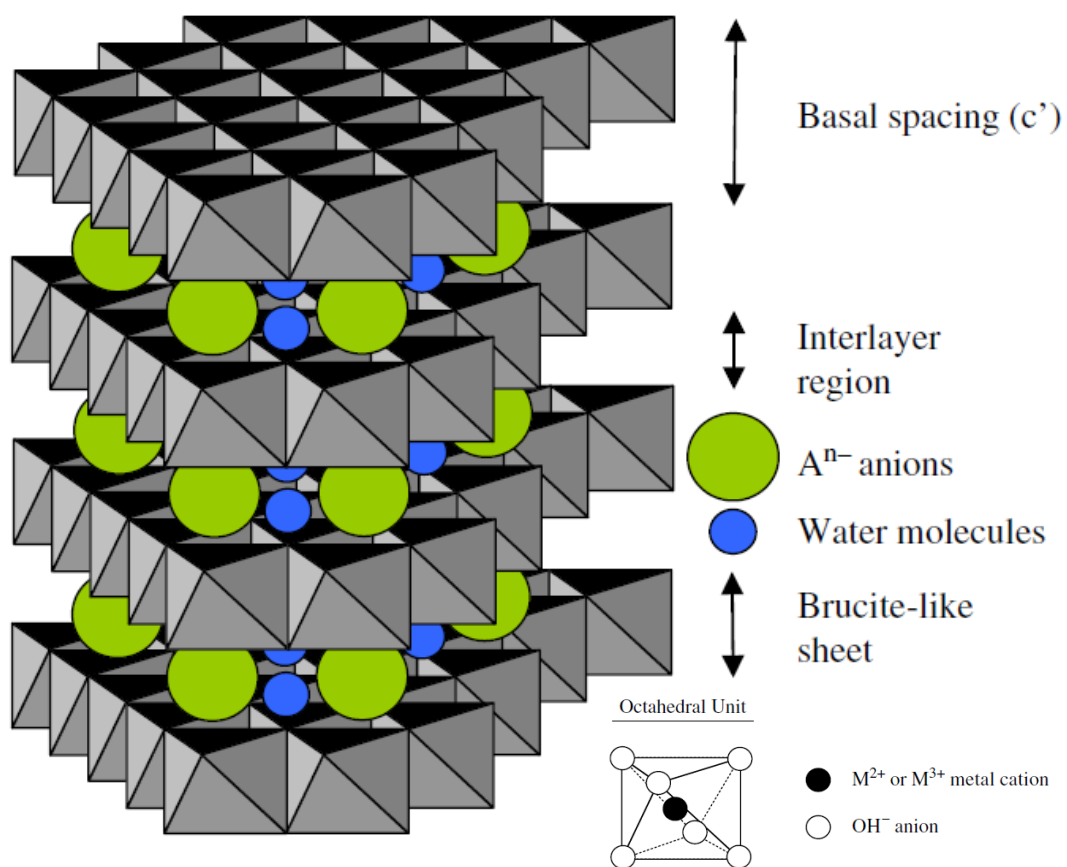 Basal spacing (c’)
Interlayer
region
Aⁿ⁻ anions
Water molecules
Brucite-like
sheet
Octahedral Unit
M²⁺ or M³⁺ metal cation
OH⁻ anion